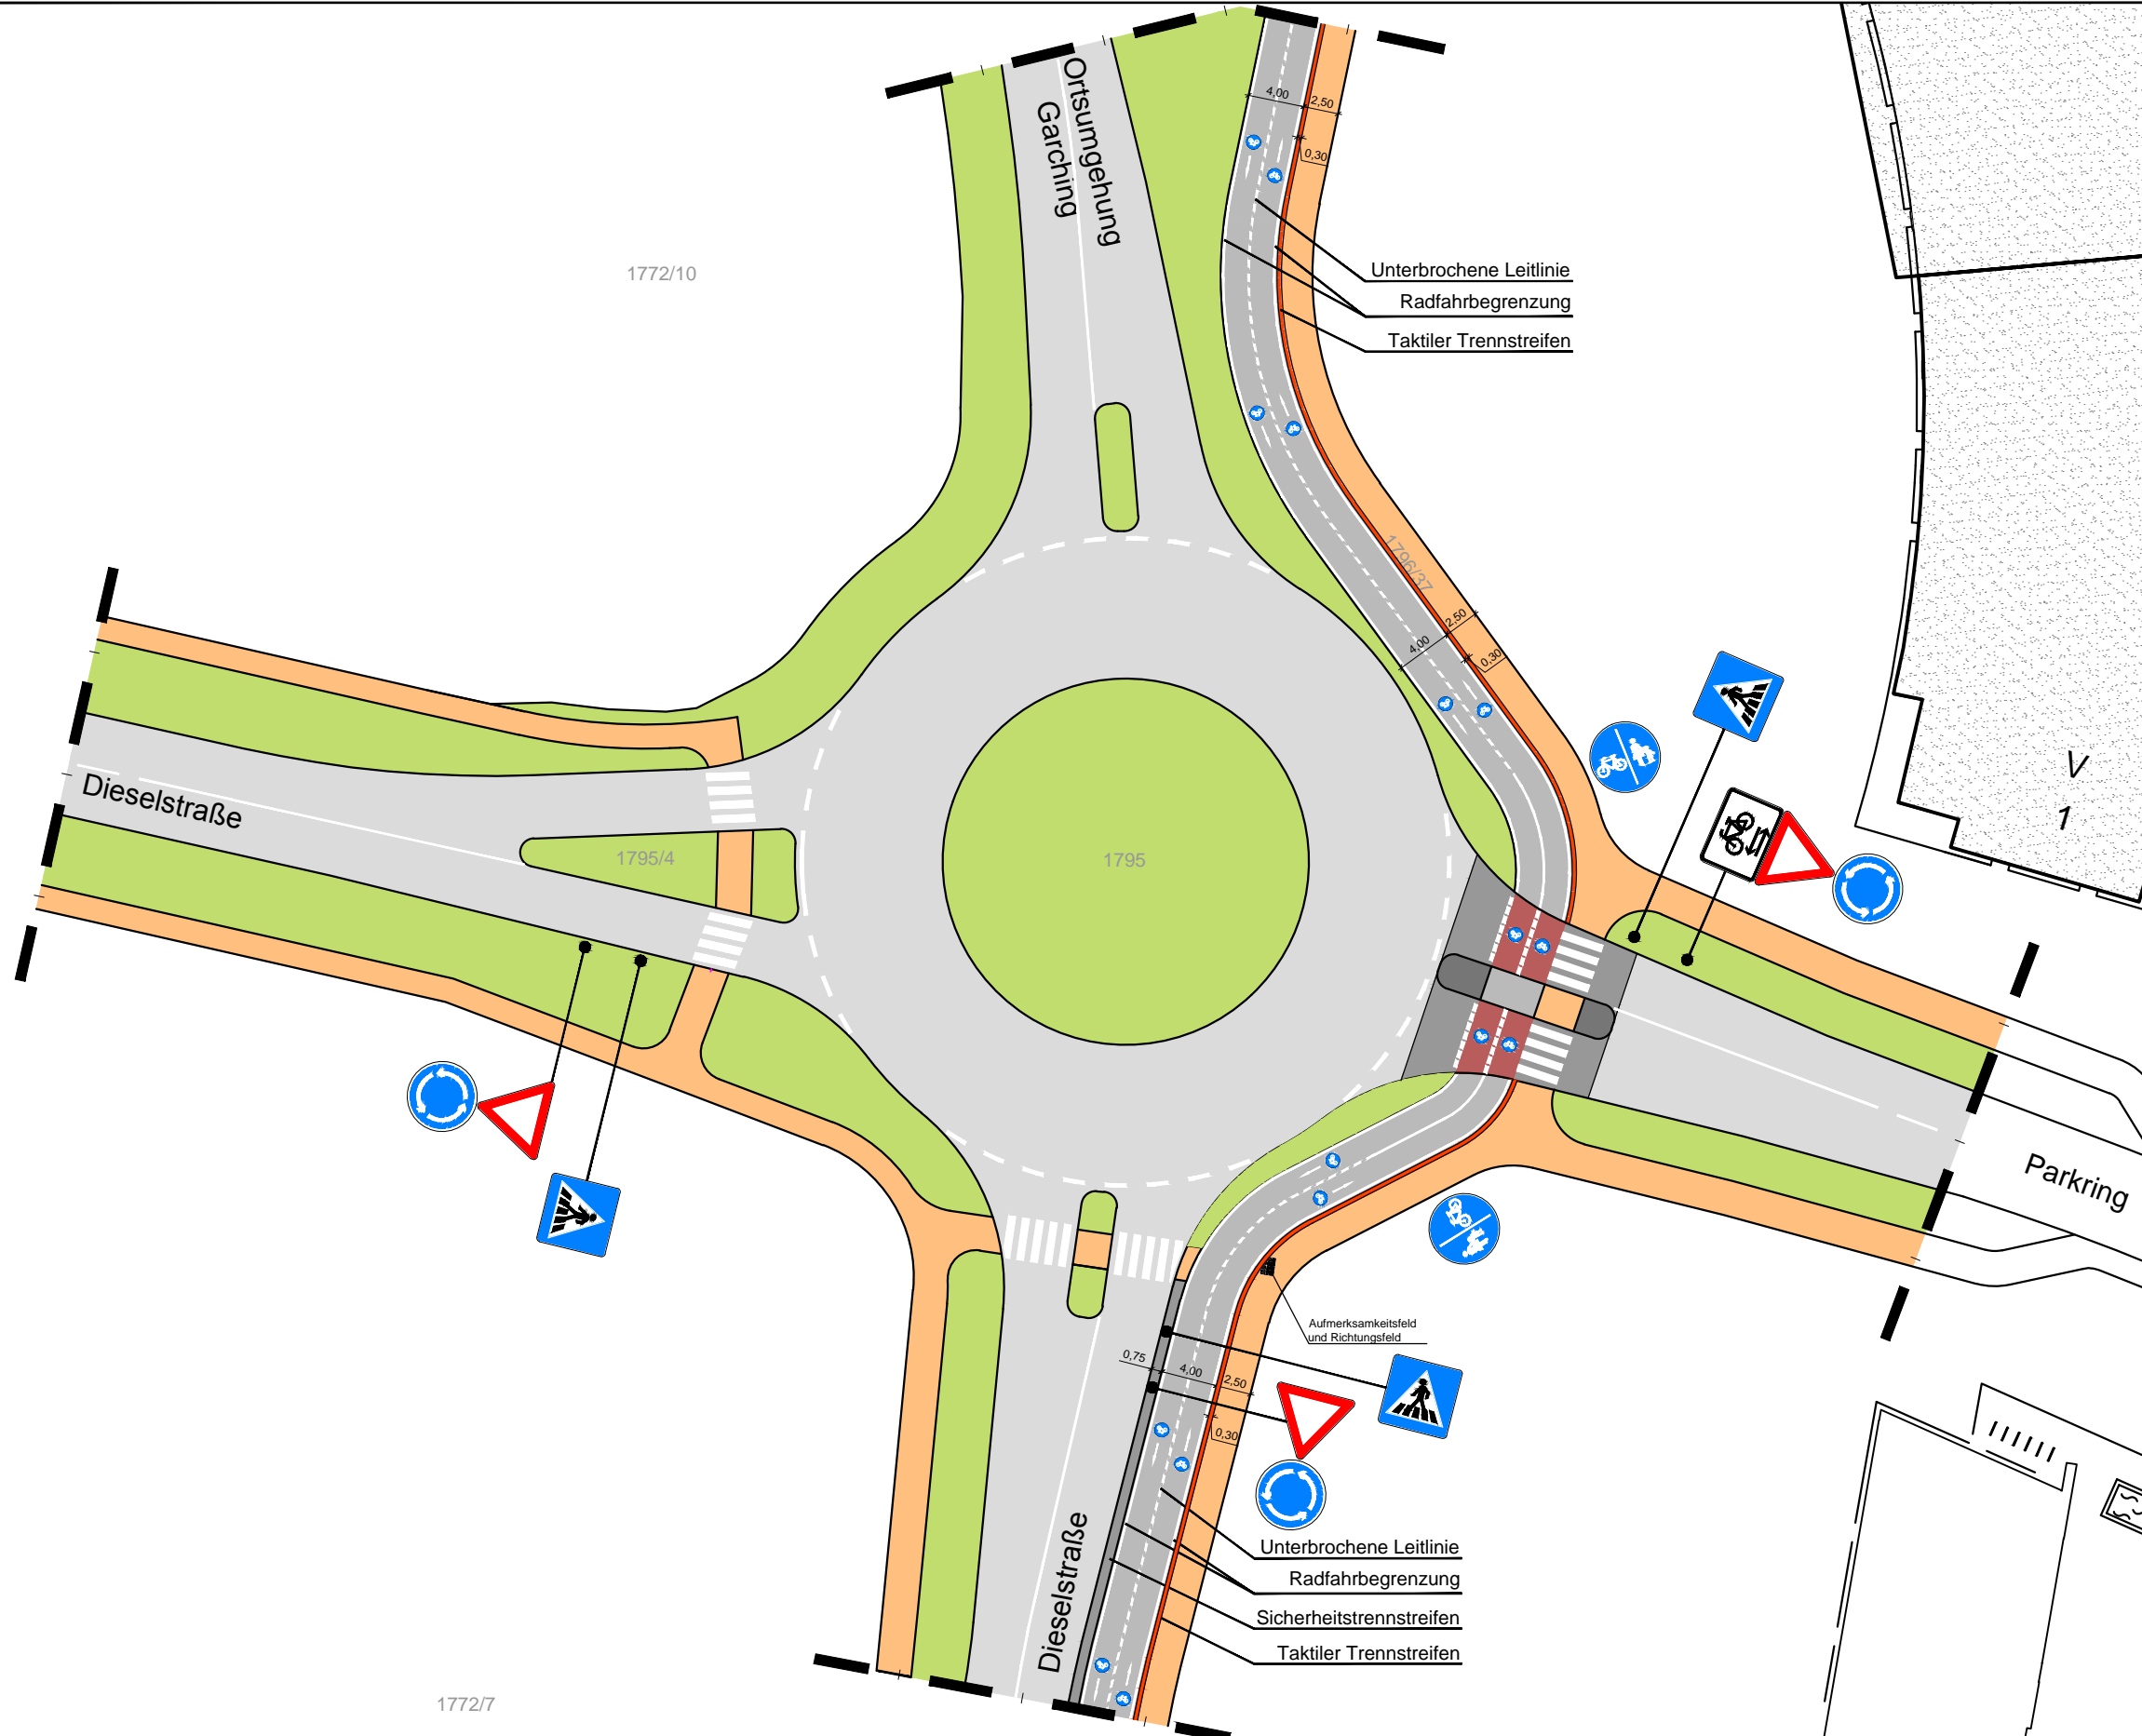 Ortsumgehung
Garching
4,00
2,50
0,30
1772/10
Unterbrochene Leitlinie
Radfahrbegrenzung
Taktiler Trennstreifen
1796/37
4,00
2,50
0,30
Dieselstraße
1795/4
1795
V
1
Parkring
Aufmerksamkeitsfeld
und Richtungsfeld
0,75
4,00
2,50
0,30
Dieselstraße
Unterbrochene Leitlinie
Radfahrbegrenzung
Sicherheitstrennstreifen
Taktiler Trennstreifen
1772/7